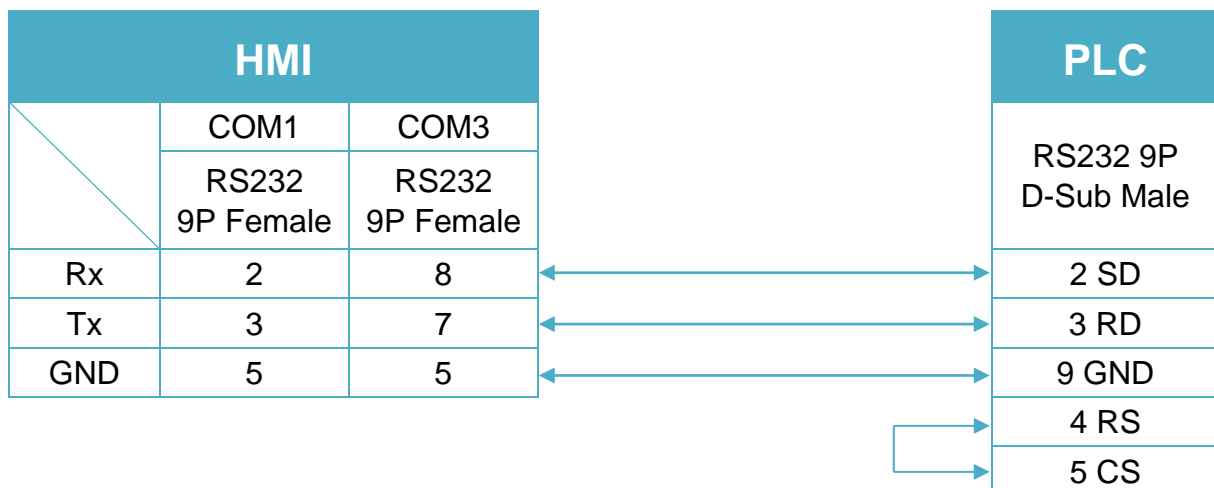 HMI
PLC
COM1 COM3
RS232 9P
D-Sub Male
RS232 RS232
9P Female 9P Female
Rx 2 8 2 SD
Tx 3 7 3 RD
GND 5 5 9 GND
4 RS
5 CS